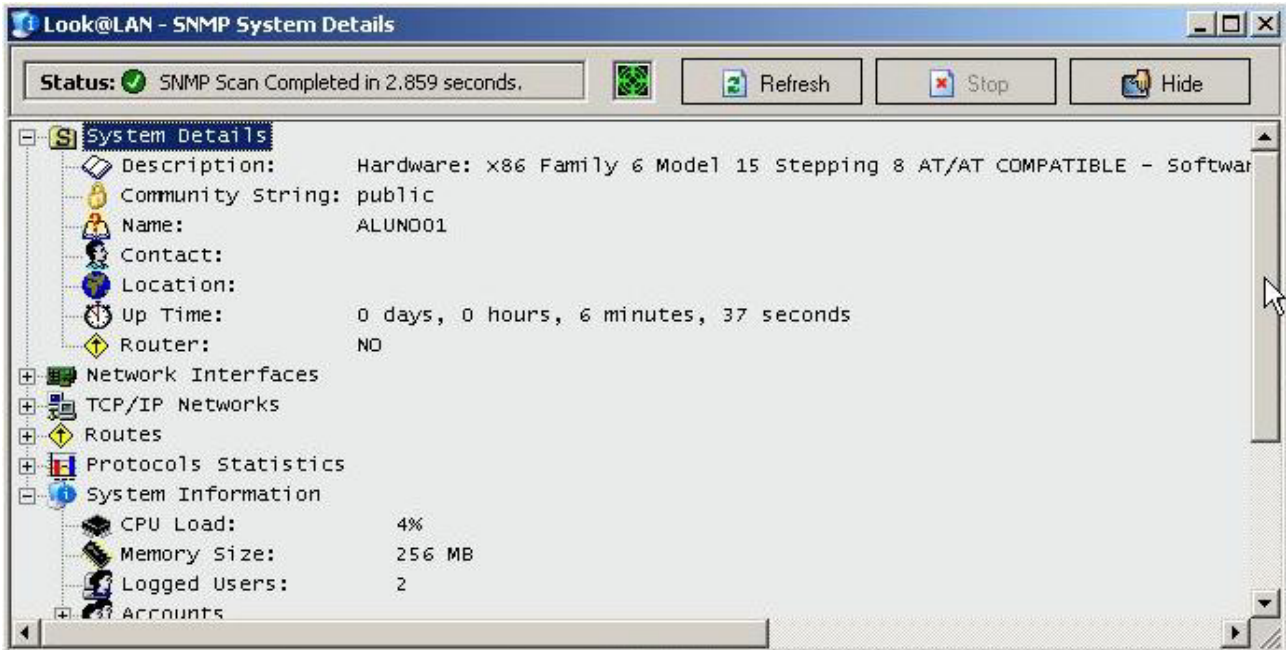 Look@LAN - SNMP System Details
Status: SNMP Scan Completed in 2.859 seconds. Refresh Stop Hide
System Details
Description: Hardware: x86 Family 6 Model 15 Stepping 8 AT/AT COMPATIBLE - Softwar
Community String: public
Name: ALUNO01
Contact:
Location:
Up Time: 0 days, 0 hours, 6 minutes, 37 seconds
Router: NO
Network Interfaces
TCP/IP Networks
Routes
Protocols Statistics
System Information
CPU Load: 4%
Memory Size: 256 MB
Logged Users: 2
Accounts